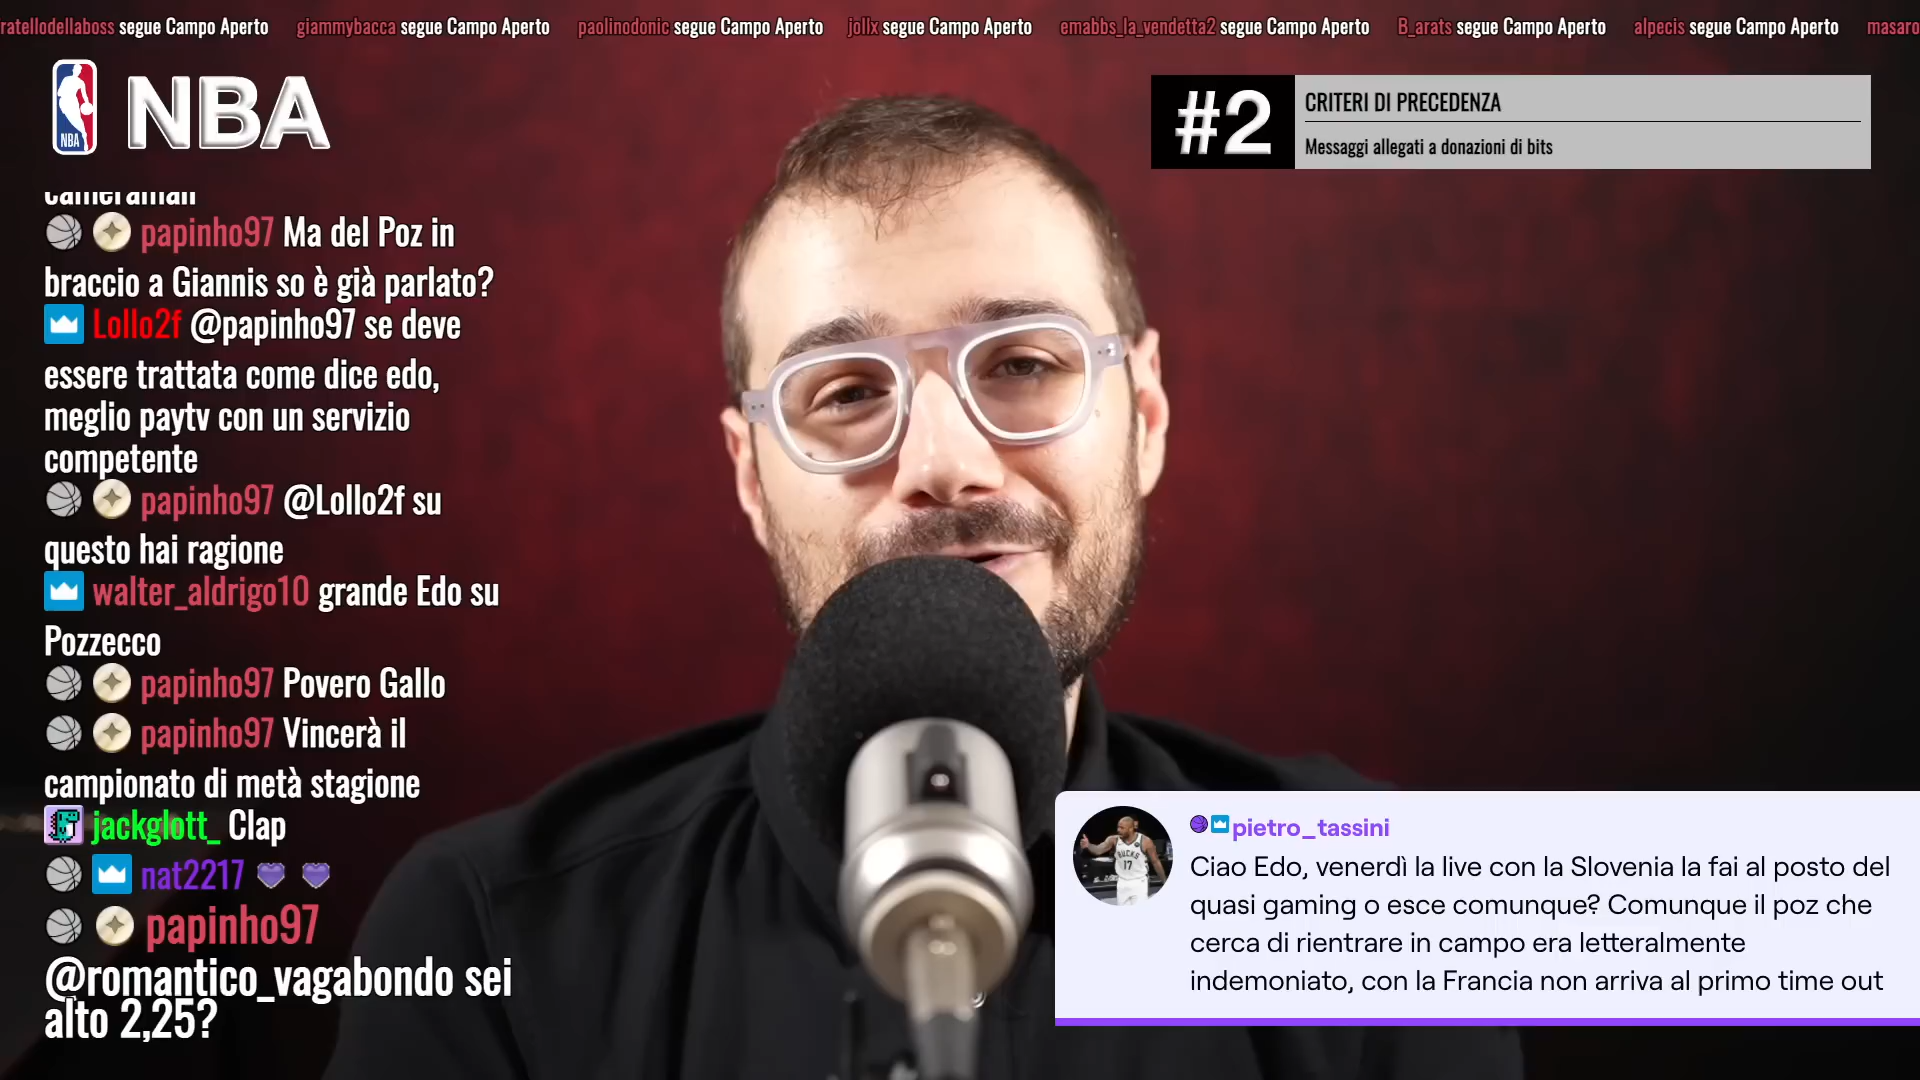 ratellodellaboss segue Campo Aperto giammybacca segue Campo Aperto paolinodonic segue Campo Aperto jollx segue Campo Aperto emabbs_la_vendetta2 segue Campo Aperto B_arats segue Campo Aperto alpecis segue Campo Aperto masaro
NBA
NBA
#2
CRITERI DI PRECEDENZA
Messaggi allegati a donazioni di bits
cameraman
papinho97 Ma del Poz in
braccio a Giannis so è già parlato?
Lollo2f @papinho97 se deve
essere trattata come dice edo,
meglio paytv con un servizio
competente
papinho97 @Lollo2f su
questo hai ragione
walter_aldrigo10 grande Edo su
Pozzecco
papinho97 Povero Gallo
papinho97 Vincerà il
campionato di metà stagione
jackglott_ Clap
nat2217
papinho97
@romantico_vagabondo sei
alto 2,25?
BUCKS
17
pietro_tassini
Ciao Edo, venerdì la live con la Slovenia la fai al posto del
quasi gaming o esce comunque? Comunque il poz che
cerca di rientrare in campo era letteralmente
indemoniato, con la Francia non arriva al primo time out